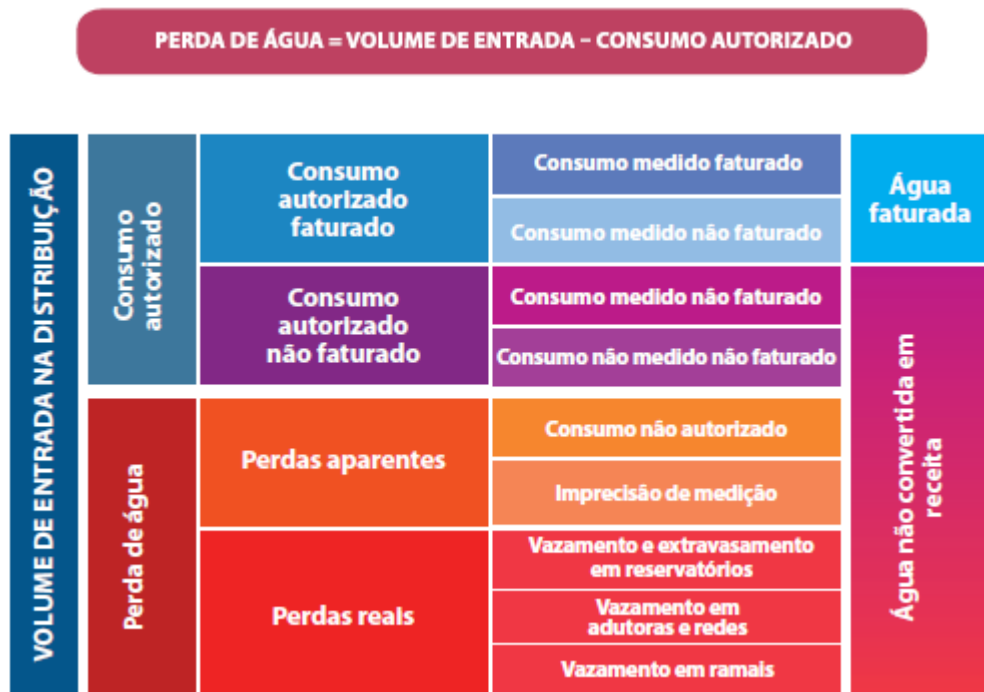 PERDA DE ÁGUA = VOLUME DE ENTRADA – CONSUMO AUTORIZADO
VOLUME DE ENTRADA NA DISTRIBUIÇÃO
Consumo
autorizado
Consumo
autorizado
faturado
Consumo medido faturado
Consumo medido não faturado
Água
faturada
Consumo
autorizado
não faturado
Consumo medido não faturado
Consumo não medido não faturado
Água não convertida em
receita
Perda de água
Perdas aparentes
Consumo não autorizado
Imprecisão de medição
Perdas reais
Vazamento e extravasamento
em reservatórios
Vazamento em
adutoras e redes
Vazamento em ramais